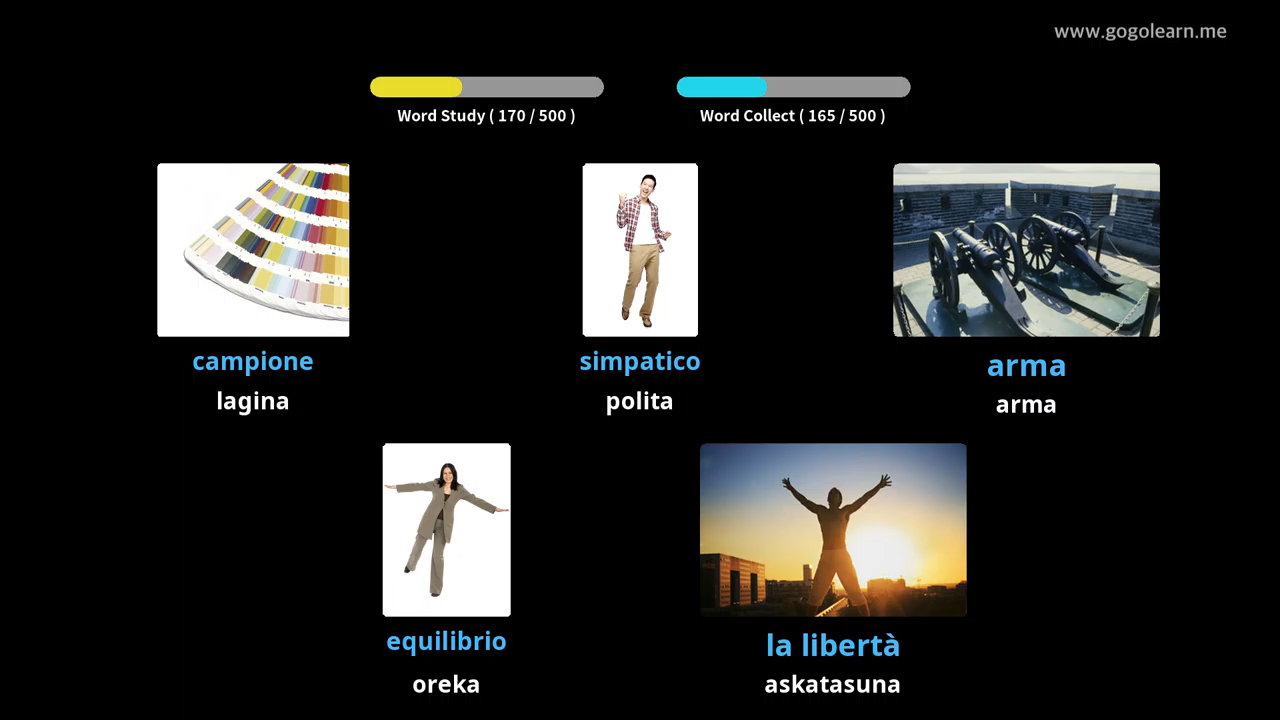 www.gogolearn.me
Word Study ( 170 / 500 )
Word Collect ( 165 / 500 )
campione
lagina
simpatico
polita
arma
arma
equilibrio
oreka
la libertà
askatasuna